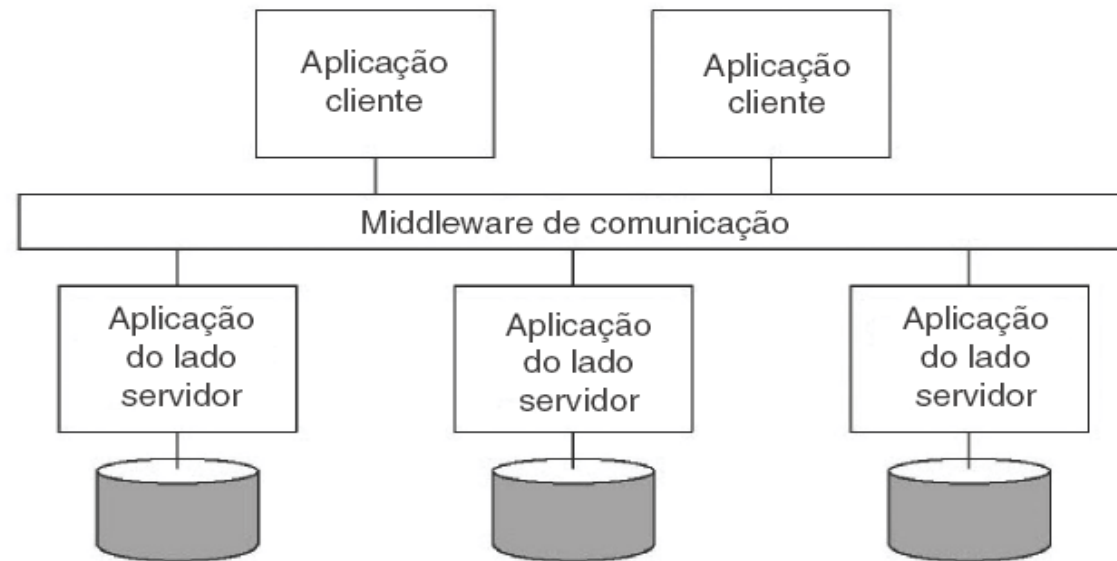 Aplicação
cliente
Aplicação
cliente
Middleware de comunicação
Aplicação
do lado
servidor
Aplicação
do lado
servidor
Aplicação
do lado
servidor